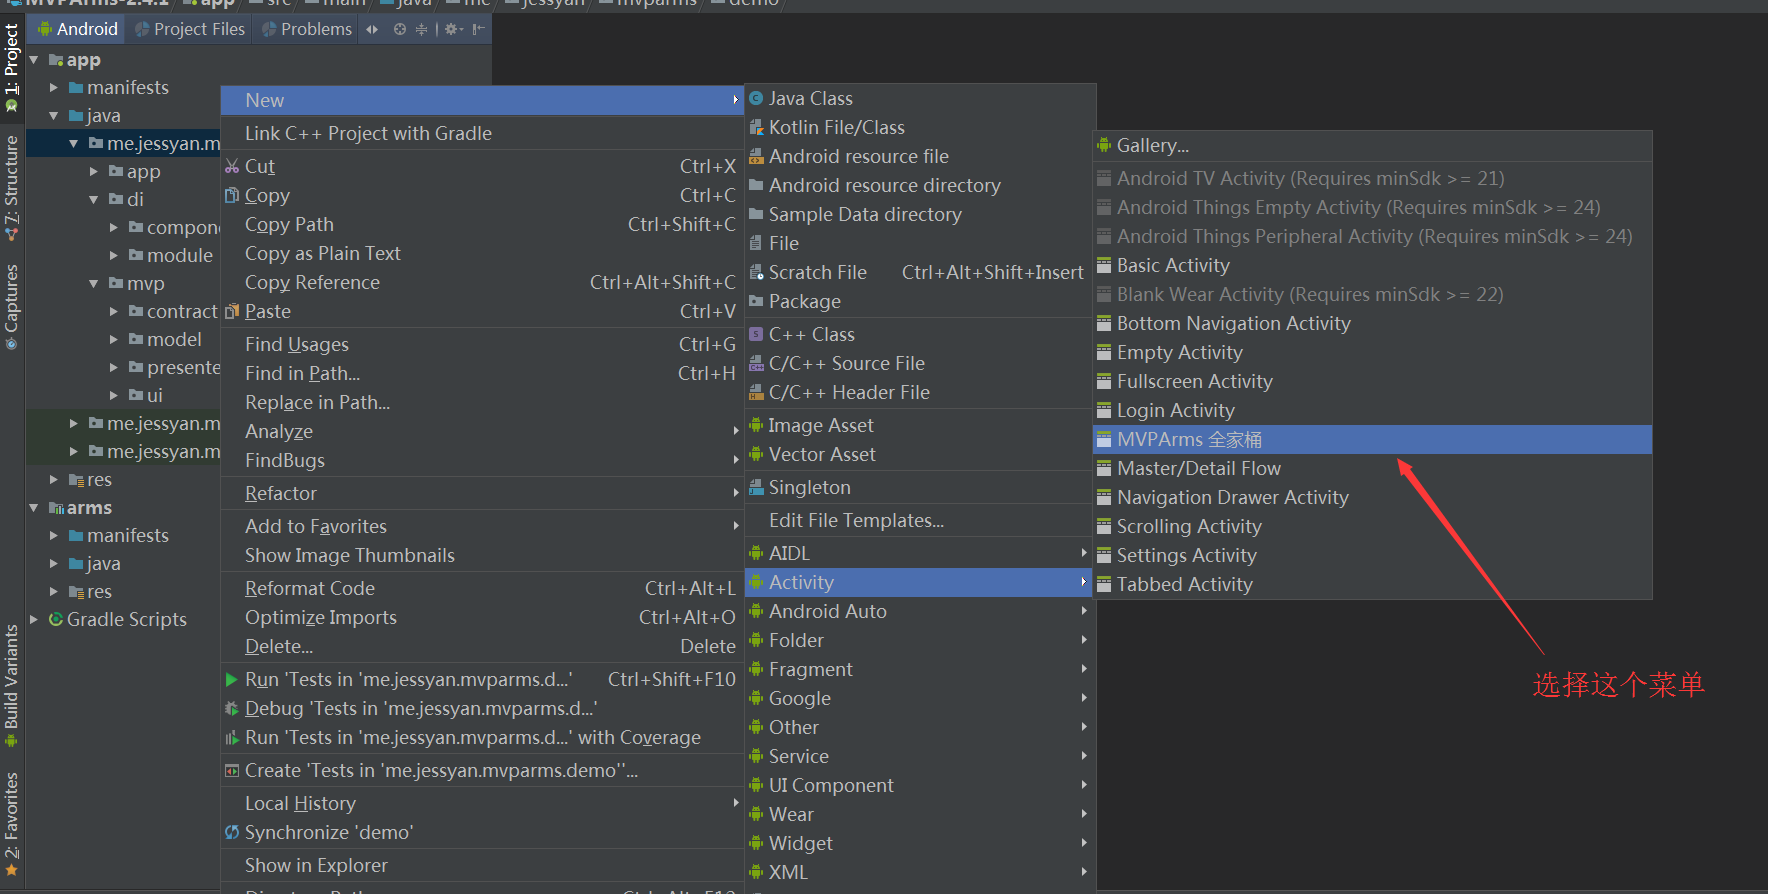 MVPArms-2.4.1 app src main java me jessyan mvparms demo
Android Project Files Problems
1: Project
7: Structure
Captures
Build Variants
2: Favorites
app
manifests
java
me.jessyan.m
app
di
compone
module
mvp
contract
model
presente
ui
me.jessyan.m
me.jessyan.m
res
arms
manifests
java
res
Gradle Scripts
New
Link C++ Project with Gradle
Cut Ctrl+X
Copy Ctrl+C
Copy Path Ctrl+Shift+C
Copy as Plain Text
Copy Reference Ctrl+Alt+Shift+C
Paste Ctrl+V
Find Usages Ctrl+G
Find in Path... Ctrl+H
Replace in Path...
Analyze
FindBugs
Refactor
Add to Favorites
Show Image Thumbnails
Reformat Code Ctrl+Alt+L
Optimize Imports Ctrl+Alt+O
Delete... Delete
Run 'Tests in 'me.jessyan.mvparms.d...' Ctrl+Shift+F10
Debug 'Tests in 'me.jessyan.mvparms.d...'
Run 'Tests in 'me.jessyan.mvparms.d...' with Coverage
Create 'Tests in 'me.jessyan.mvparms.demo''...
Local History
Synchronize 'demo'
Show in Explorer
Java Class
Kotlin File/Class
Android resource file
Android resource directory
Sample Data directory
File
Scratch File Ctrl+Alt+Shift+Insert
Package
C++ Class
C/C++ Source File
C/C++ Header File
Image Asset
Vector Asset
Singleton
Edit File Templates...
AIDL
Activity
Android Auto
Folder
Fragment
Google
Other
Service
UI Component
Wear
Widget
XML
Gallery...
Android TV Activity (Requires minSdk >= 21)
Android Things Empty Activity (Requires minSdk >= 24)
Android Things Peripheral Activity (Requires minSdk >= 24)
Basic Activity
Blank Wear Activity (Requires minSdk >= 22)
Bottom Navigation Activity
Empty Activity
Fullscreen Activity
Login Activity
MVPArms 全家桶
Master/Detail Flow
Navigation Drawer Activity
Scrolling Activity
Settings Activity
Tabbed Activity
选择这个菜单